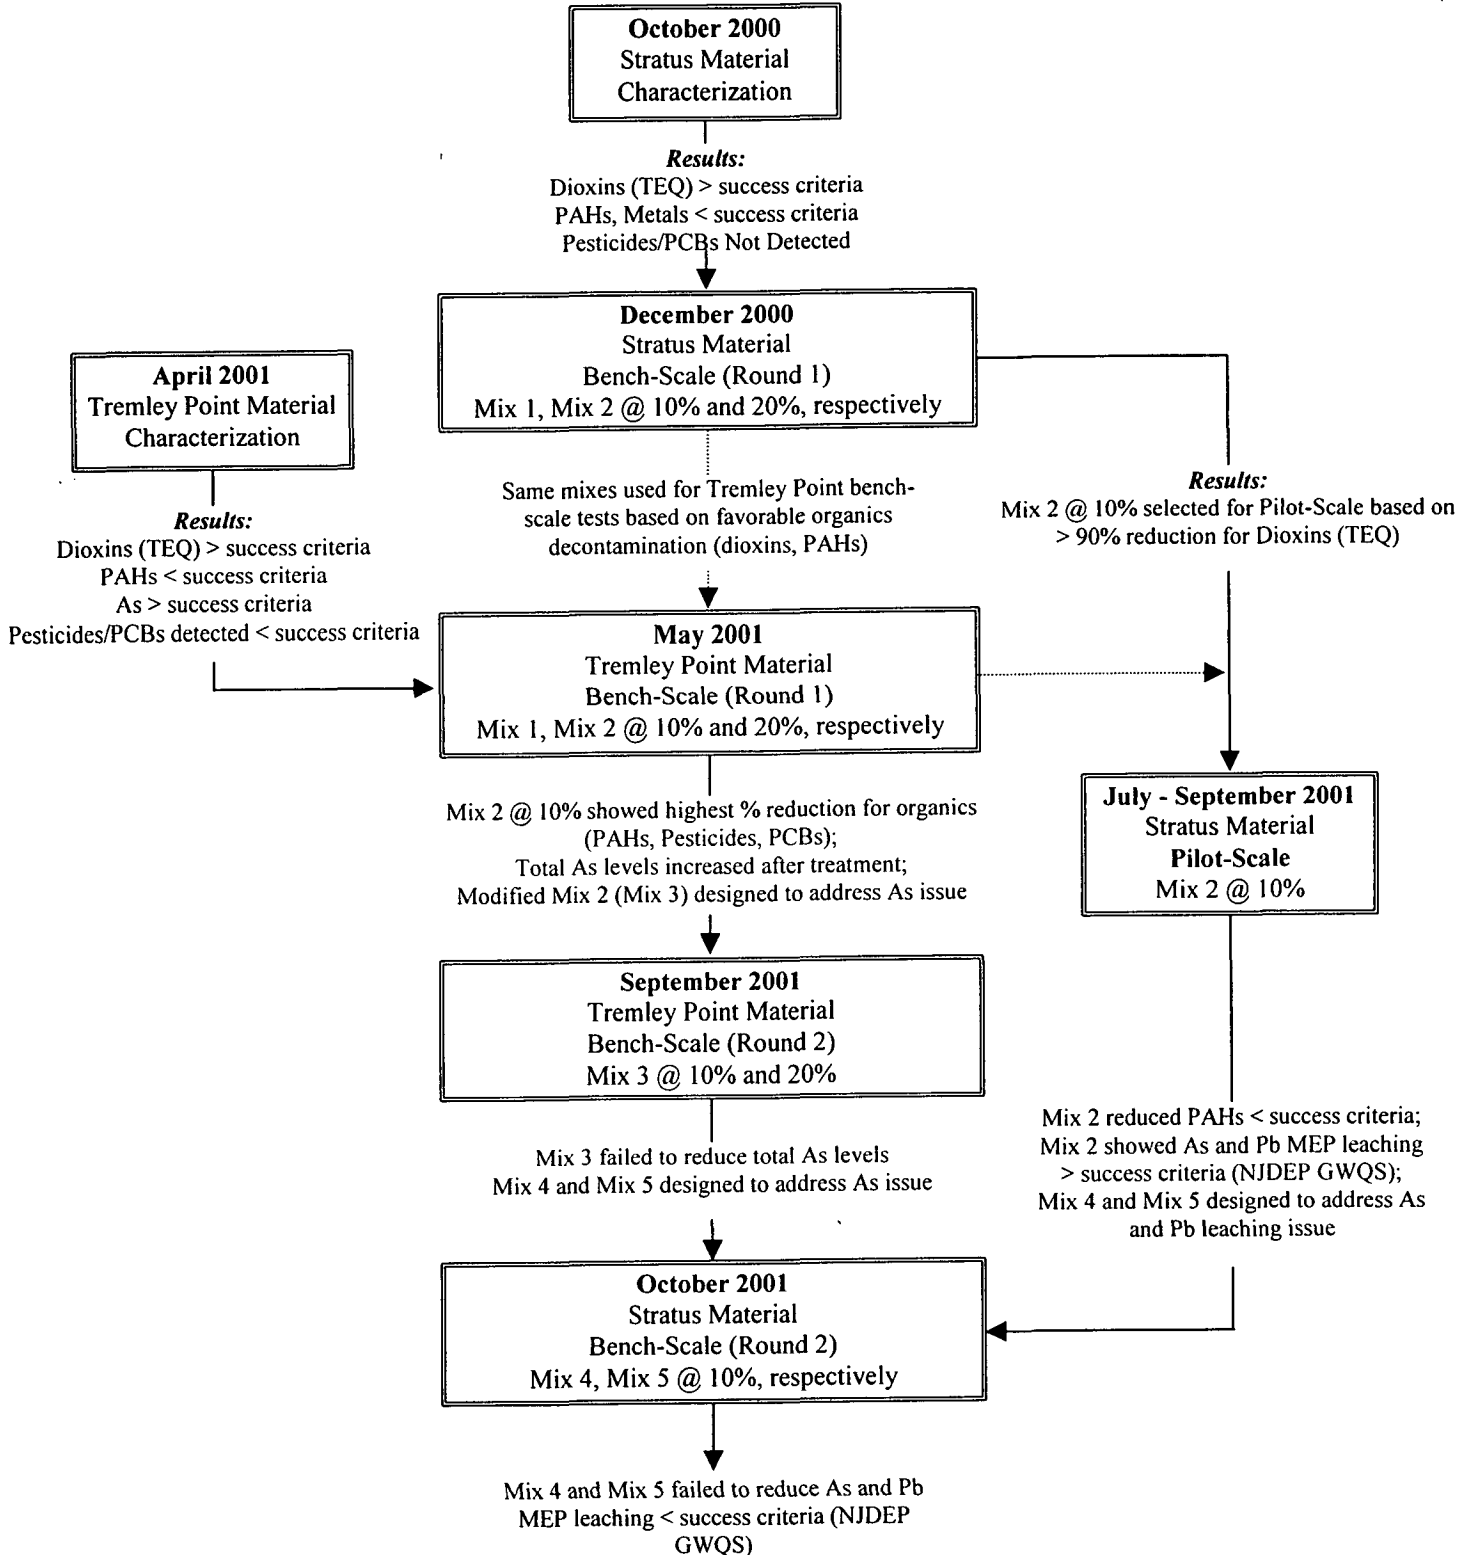 October 2000
Stratus Material
Characterization
Results:
Dioxins (TEQ) > success criteria
PAHs, Metals < success criteria
Pesticides/PCBs Not Detected
December 2000
Stratus Material
Bench-Scale (Round 1)
Mix 1, Mix 2 @ 10% and 20%, respectively
April 2001
Tremley Point Material
Characterization
Results:
Dioxins (TEQ) > success criteria
PAHs < success criteria
As > success criteria
Pesticides/PCBs detected < success criteria
Same mixes used for Tremley Point bench-
scale tests based on favorable organics
decontamination (dioxins, PAHs)
Results:
Mix 2 @ 10% selected for Pilot-Scale based on
> 90% reduction for Dioxins (TEQ)
May 2001
Tremley Point Material
Bench-Scale (Round 1)
Mix 1, Mix 2 @ 10% and 20%, respectively
Mix 2 @ 10% showed highest % reduction for organics
(PAHs, Pesticides, PCBs);
Total As levels increased after treatment;
Modified Mix 2 (Mix 3) designed to address As issue
July - September 2001
Stratus Material
Pilot-Scale
Mix 2 @ 10%
September 2001
Tremley Point Material
Bench-Scale (Round 2)
Mix 3 @ 10% and 20%
Mix 3 failed to reduce total As levels
Mix 4 and Mix 5 designed to address As issue
Mix 2 reduced PAHs < success criteria;
Mix 2 showed As and Pb MEP leaching
> success criteria (NJDEP GWQS);
Mix 4 and Mix 5 designed to address As
and Pb leaching issue
October 2001
Stratus Material
Bench-Scale (Round 2)
Mix 4, Mix 5 @ 10%, respectively
Mix 4 and Mix 5 failed to reduce As and Pb
MEP leaching < success criteria (NJDEP
GWQS)